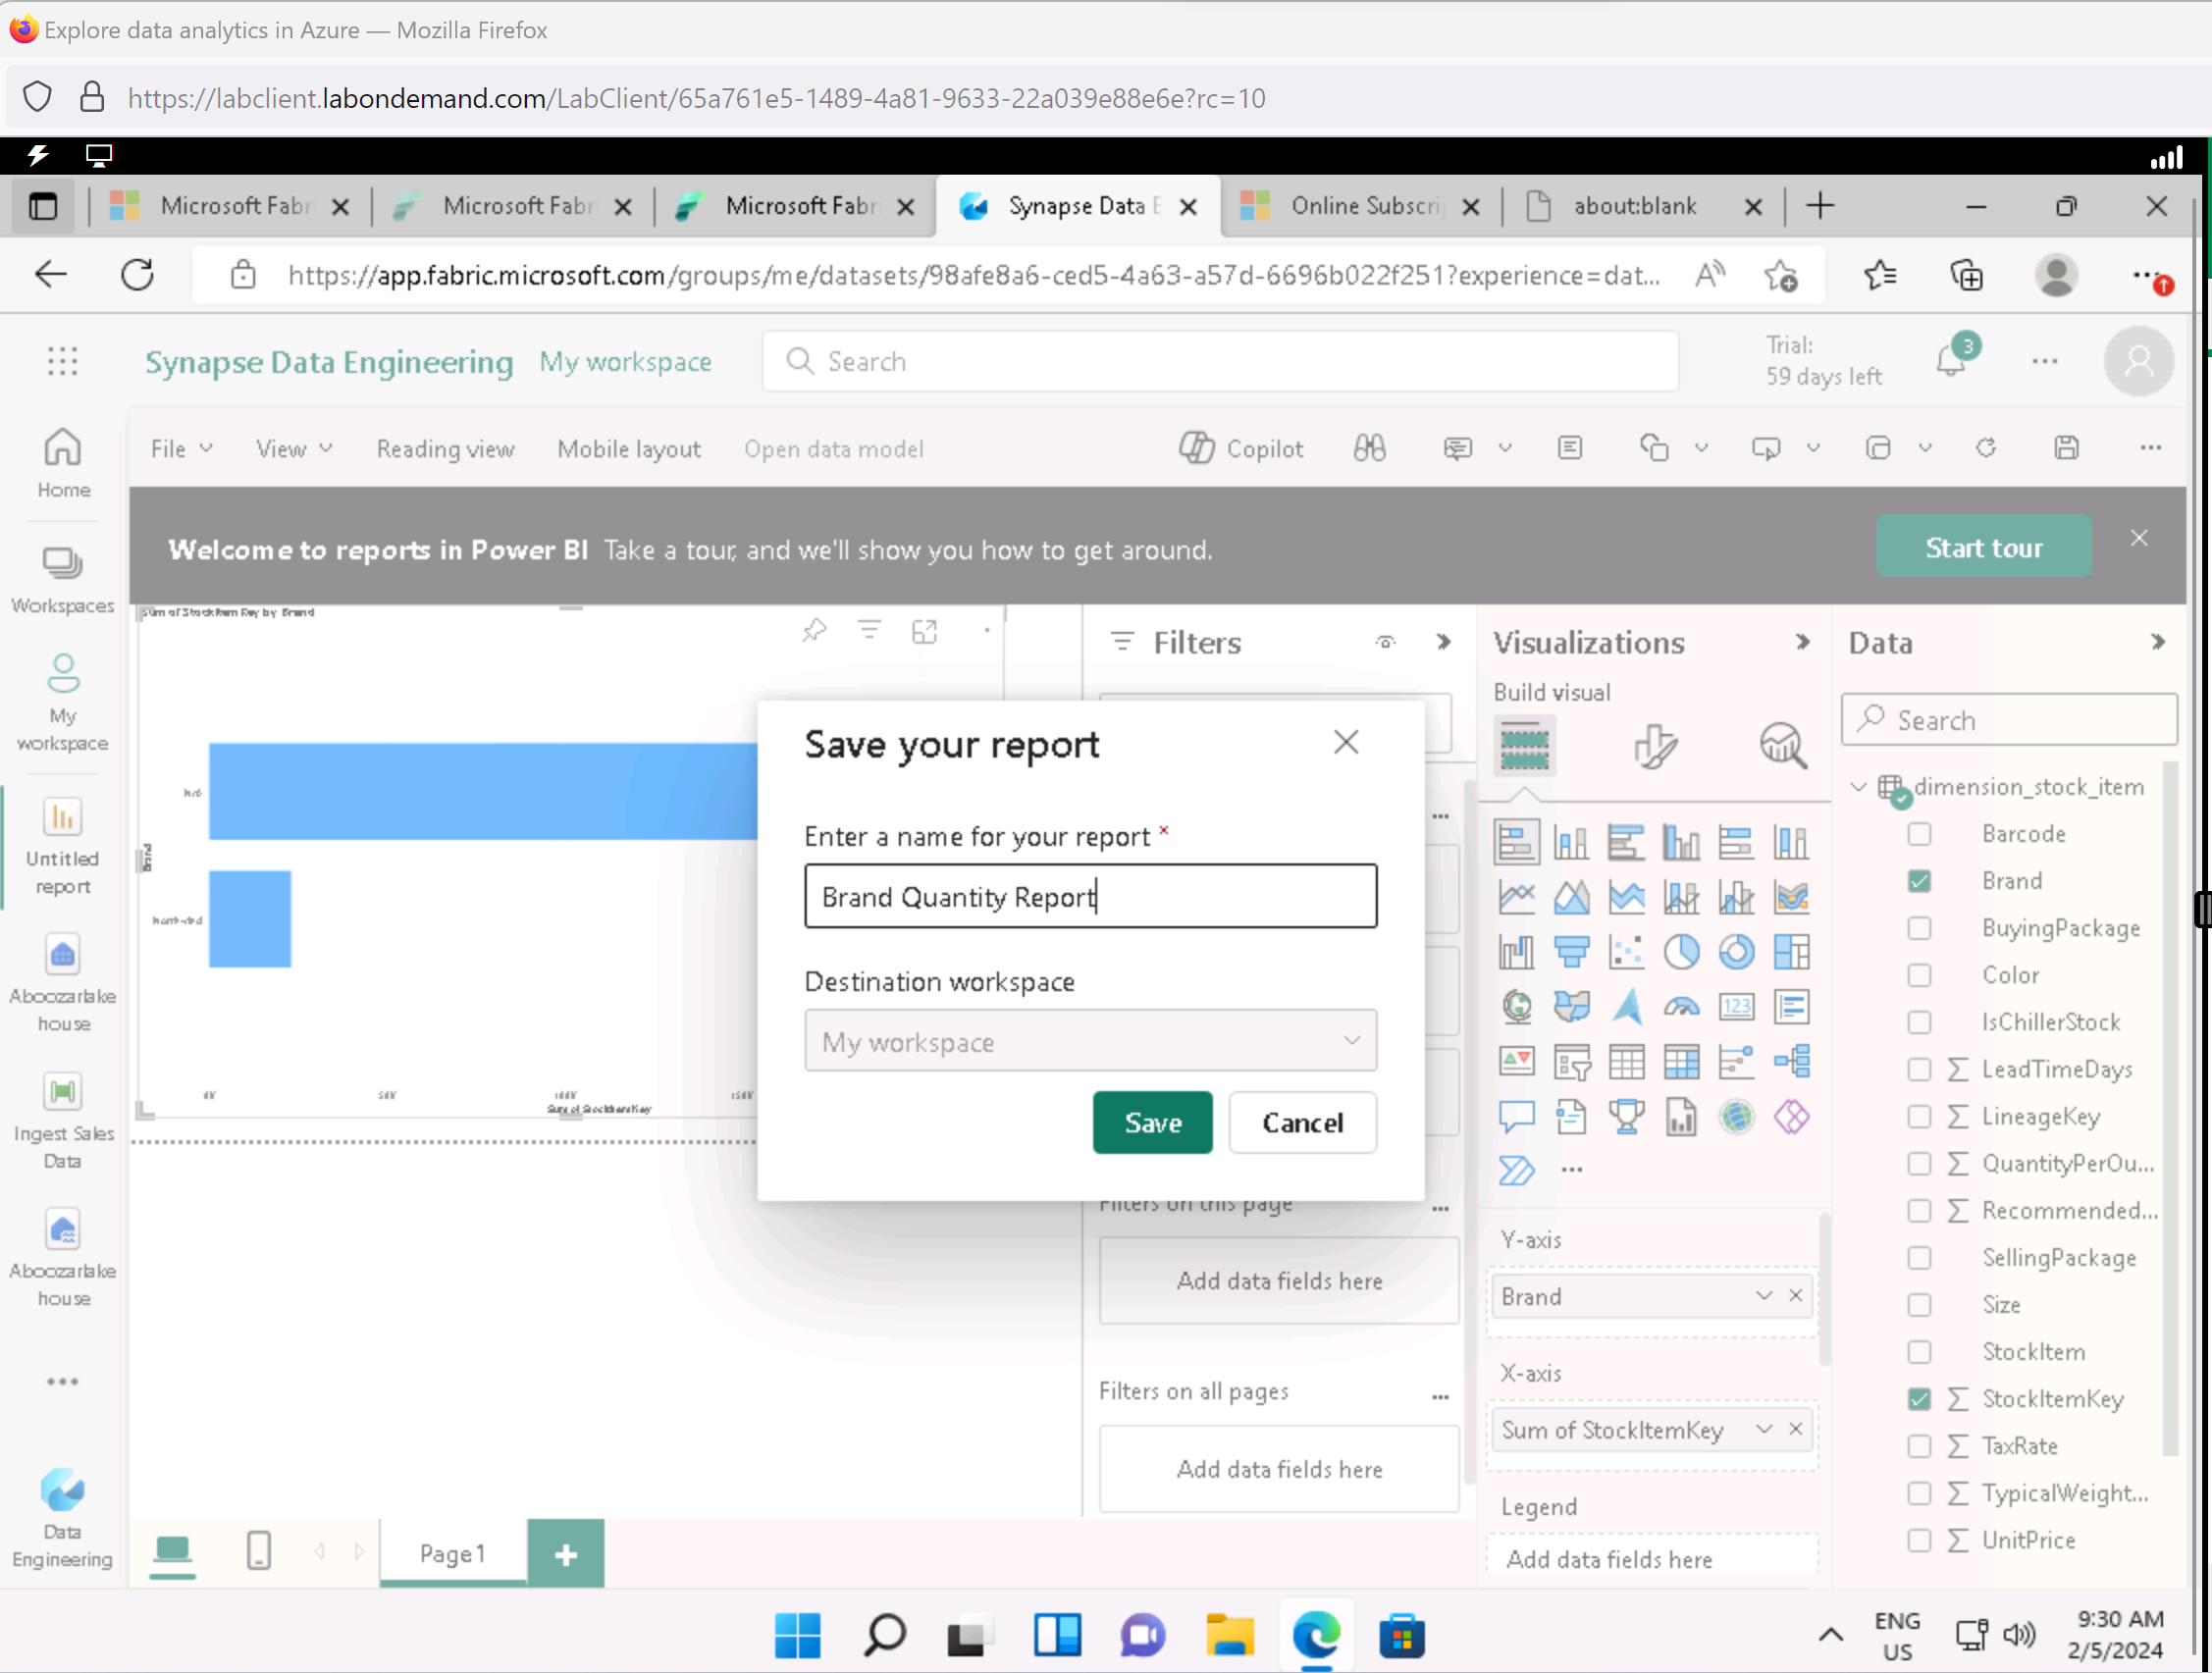 Explore data analytics in Azure — Mozilla Firefox
https://labclient.labondemand.com/LabClient/65a761e5-1489-4a81-9633-22a039e88e6e?rc=10
Microsoft Fabr
Microsoft Fabr
Microsoft Fabr
Synapse Data E
Online Subscri
about:blank
https://app.fabric.microsoft.com/groups/me/datasets/98afe8a6-ced5-4a63-a57d-6696b022f251?experience=dat...
Synapse Data Engineering
My workspace
Search
Trial:
59 days left
3
File
View
Reading view
Mobile layout
Open data model
Copilot
Welcome to reports in Power BI Take a tour, and we'll show you how to get around.
Start tour
Home
Workspaces
My
workspace
Untitled
report
Aboozarlake
house
Ingest Sales
Data
Aboozarlake
house
Data
Engineering
Sum of StockItemKey by Brand
Brand
Northwind
Sum of StockItemKey
Filters
Filters on this page
Add data fields here
Filters on all pages
Add data fields here
Save your report
Enter a name for your report *
Brand Quantity Report
Destination workspace
My workspace
Save
Cancel
Visualizations
Build visual
123
Y-axis
Brand
X-axis
Sum of StockItemKey
Legend
Add data fields here
Data
Search
dimension_stock_item
Barcode
Brand
BuyingPackage
Color
IsChillerStock
LeadTimeDays
LineageKey
QuantityPerOu...
Recommended...
SellingPackage
Size
StockItem
StockItemKey
TaxRate
TypicalWeight...
UnitPrice
Page1
ENG
US
9:30 AM
2/5/2024